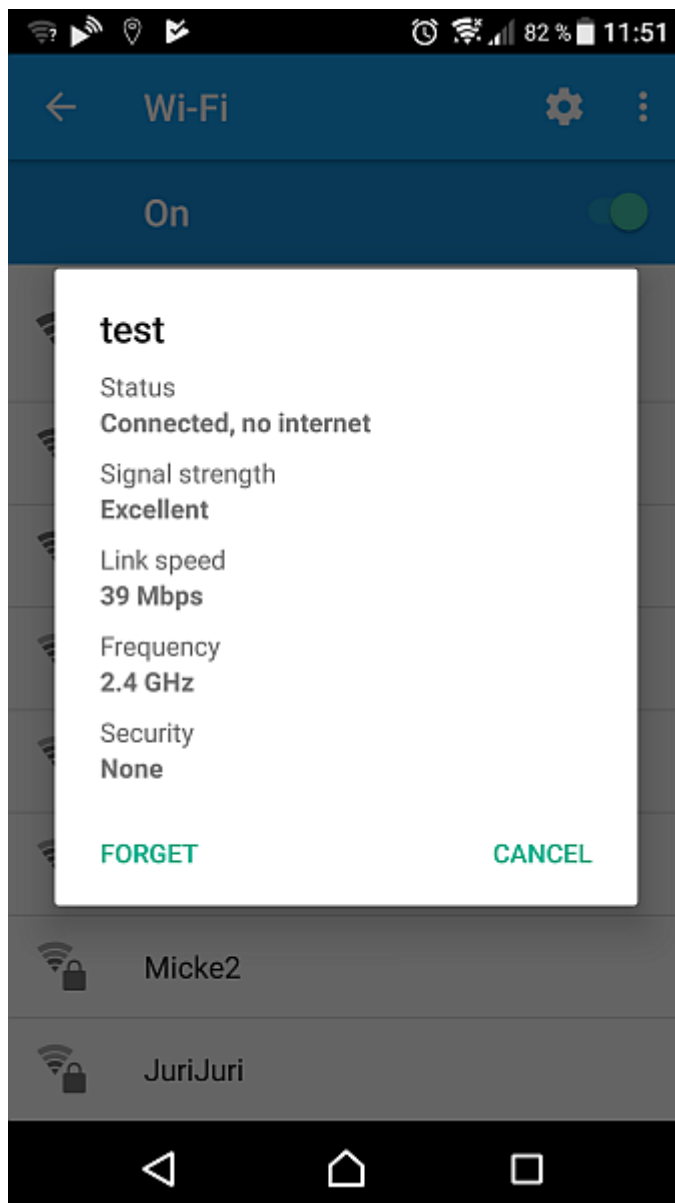 82 % 11:51
Wi-Fi
On
test
Status
Connected, no internet
Signal strength
Excellent
Link speed
39 Mbps
Frequency
2.4 GHz
Security
None
FORGET CANCEL
Micke2
JuriJuri